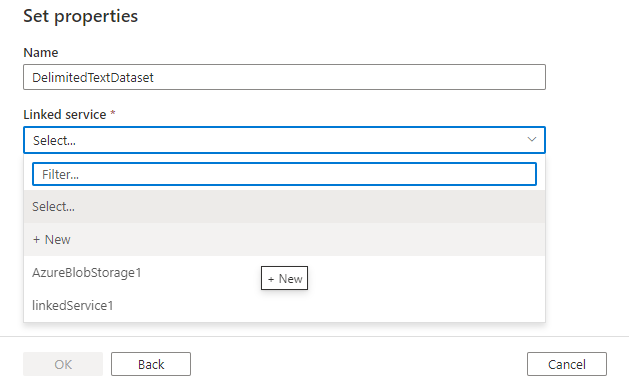 Set properties
Name
DelimitedTextDataset
Linked service *
Select...
Filter...
Select...
+ New
AzureBlobStorage1
+ New
linkedService1
OK
Back
Cancel